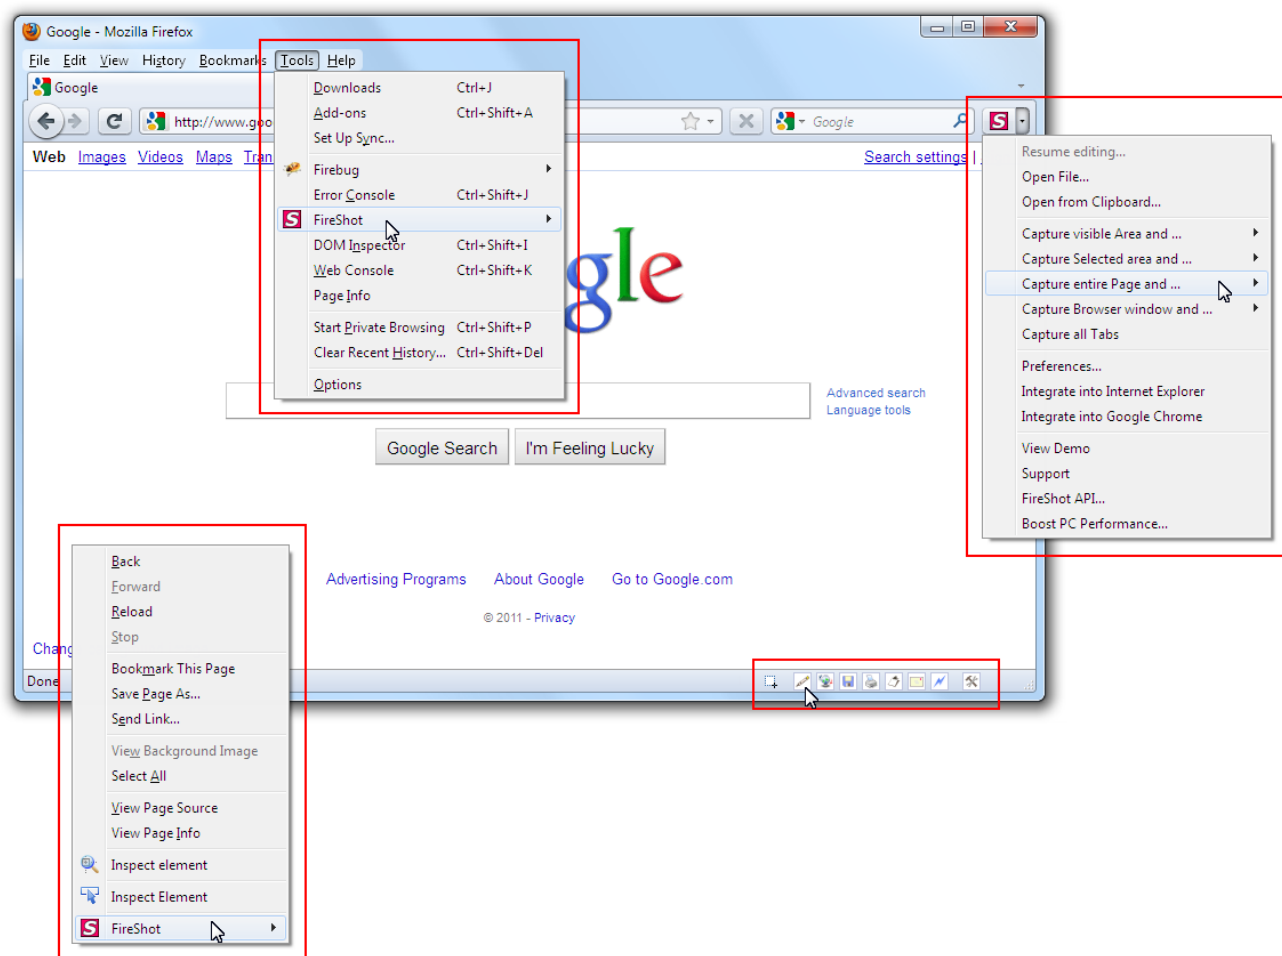 Google - Mozilla Firefox
File Edit View History Bookmarks Tools Help
Google
http://www.goo
Google
Web Images Videos Maps Tran
Search settings |
Downloads Ctrl+J
Add-ons Ctrl+Shift+A
Set Up Sync...
Firebug
Error Console Ctrl+Shift+J
FireShot
DOM Inspector Ctrl+Shift+I
Web Console Ctrl+Shift+K
Page Info
Start Private Browsing Ctrl+Shift+P
Clear Recent History... Ctrl+Shift+Del
Options
gle
Resume editing...
Open File...
Open from Clipboard...
Capture visible Area and ...
Capture Selected area and ...
Capture entire Page and ...
Capture Browser window and ...
Capture all Tabs
Preferences...
Integrate into Internet Explorer
Integrate into Google Chrome
View Demo
Support
FireShot API...
Boost PC Performance...
Advanced search
Language tools
Google Search I'm Feeling Lucky
Advertising Programs About Google Go to Google.com
© 2011 - Privacy
Chang
Done
Back
Forward
Reload
Stop
Bookmark This Page
Save Page As...
Send Link...
View Background Image
Select All
View Page Source
View Page Info
Inspect element
Inspect Element
FireShot